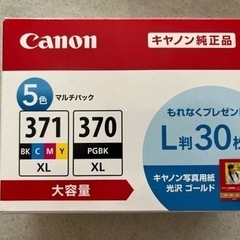 Canon
キヤノン純正品
5色
マルチパック
371
BK C M Y
XL
370
PGBK
XL
大容量
もれなくプレゼント
L判30枚
キヤノン写真用紙
光沢 ゴールド